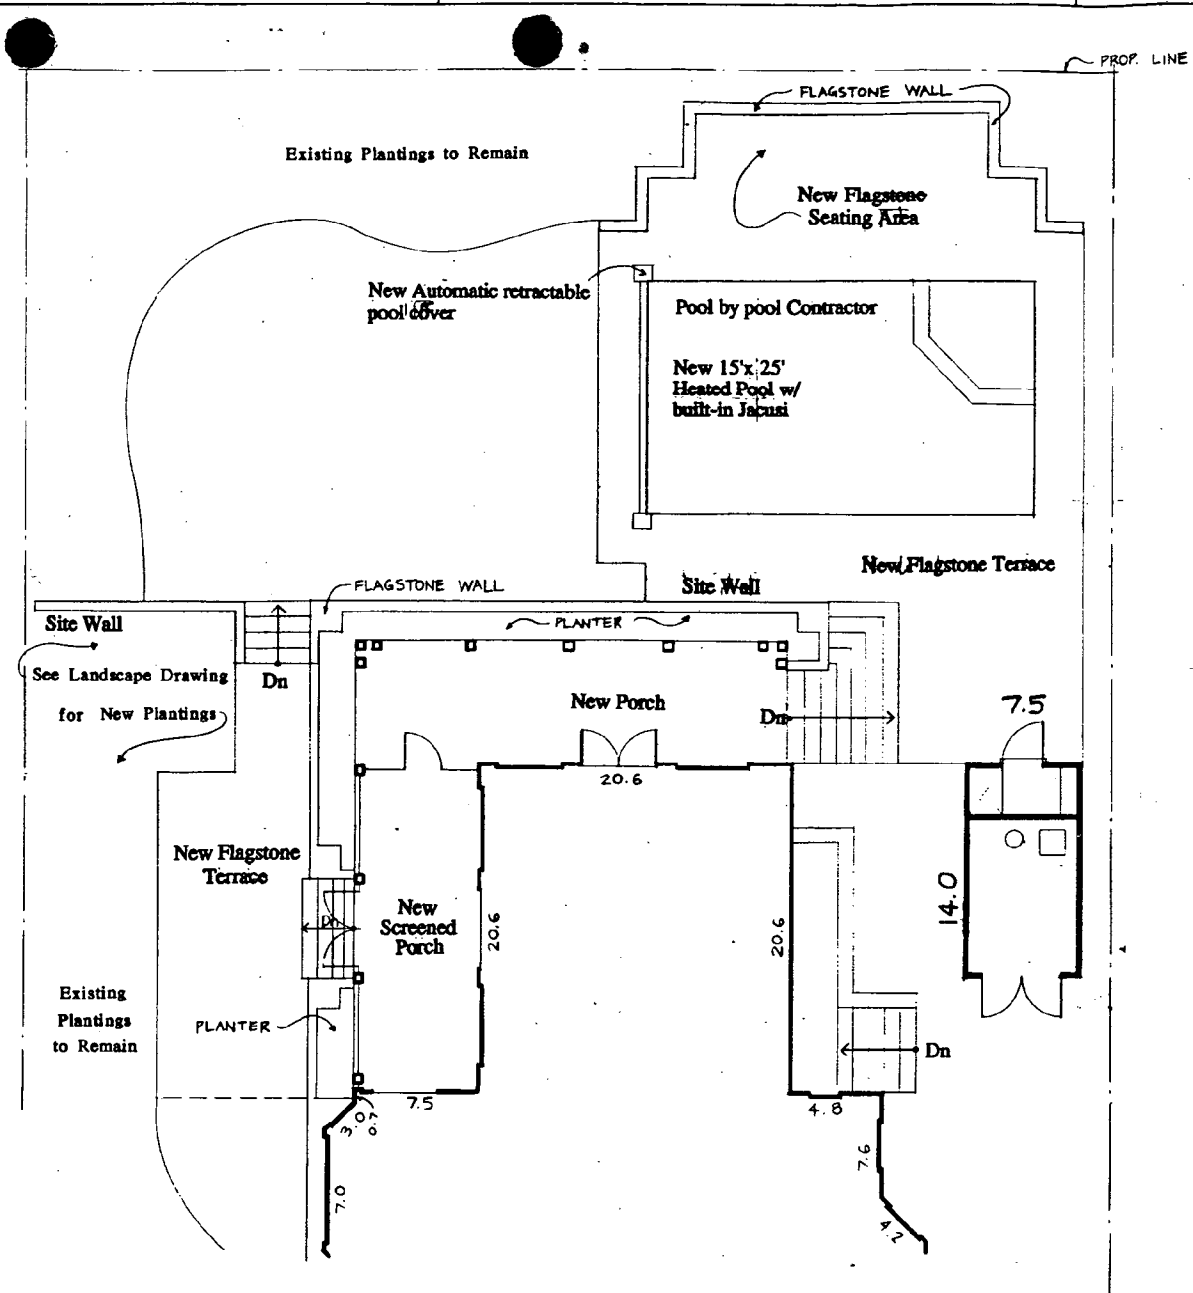 PROP. LINE
FLAGSTONE WALL
Existing Plantings to Remain
New Flagstone
Seating Area
New Automatic retractable
pool cover
Pool by pool Contractor
New 15'x 25'
Heated Pool w/
built-in Jacusi
New Flagstone Terrace
Site Wall
FLAGSTONE WALL
Site Wall
PLANTER
See Landscape Drawing
for New Plantings
Dn
New Porch
Dn
7.5
20.6
New Flagstone
Terrace
New
Screened
Porch
Dn
20.6
20.6
14.0
Existing
Plantings
to Remain
PLANTER
Dn
7.5
3.0
0.7
4.8
7.6
7.0
4.2